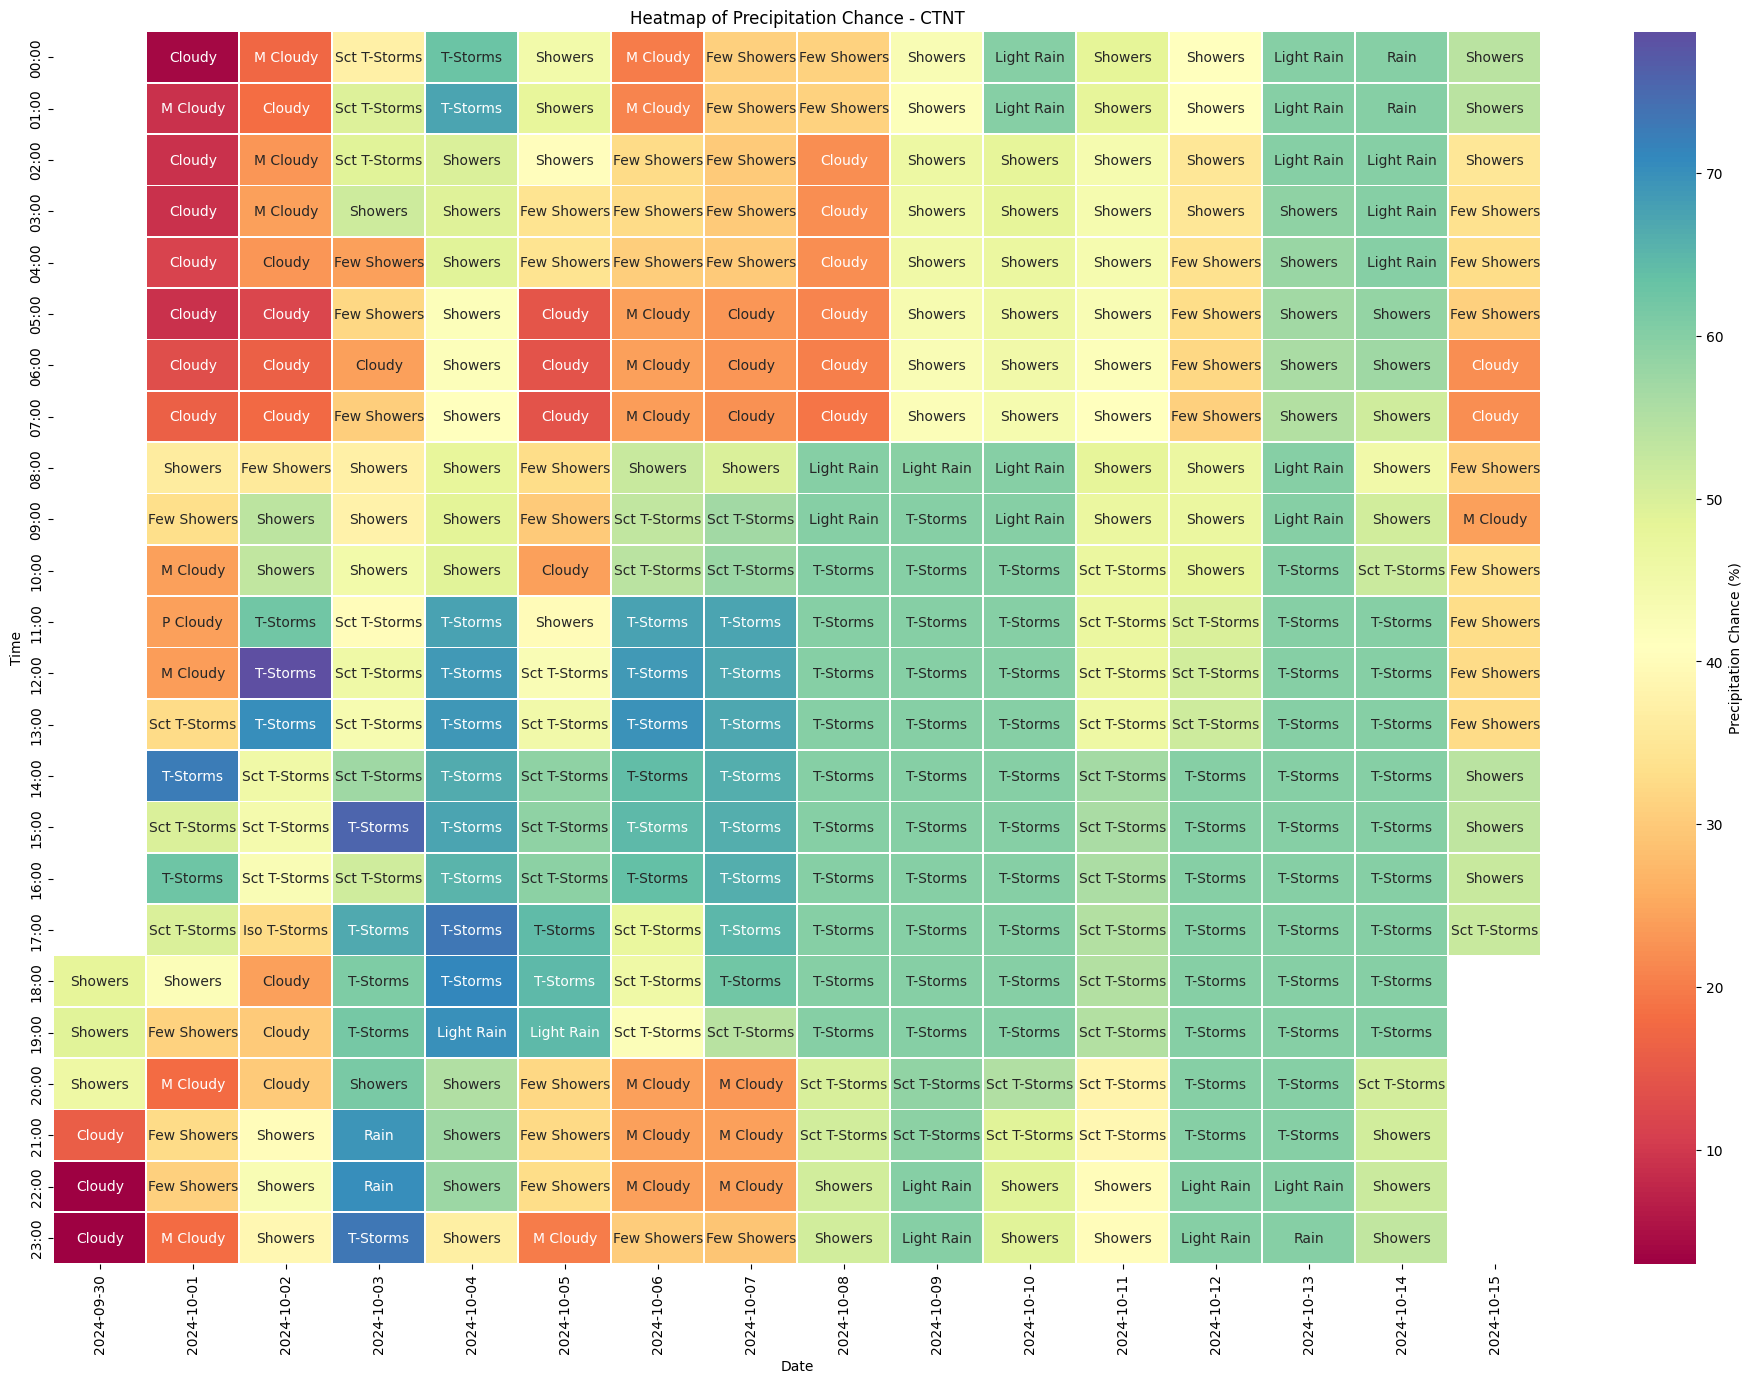 Heatmap of Precipitation Chance - CTNT
00:00 Cloudy M Cloudy Sct T-Storms T-Storms Showers M Cloudy Few Showers Few Showers Showers Light Rain Showers Showers Light Rain Rain Showers
01:00 M Cloudy Cloudy Sct T-Storms T-Storms Showers M Cloudy Few Showers Few Showers Showers Light Rain Showers Showers Light Rain Rain Showers
02:00 Cloudy M Cloudy Sct T-Storms Showers Showers Few Showers Few Showers Cloudy Showers Showers Showers Showers Light Rain Light Rain Showers
03:00 Cloudy M Cloudy Showers Showers Few Showers Few Showers Few Showers Cloudy Showers Showers Showers Showers Showers Light Rain Few Showers
04:00 Cloudy Cloudy Few Showers Showers Few Showers Few Showers Few Showers Cloudy Showers Showers Showers Few Showers Showers Light Rain Few Showers
05:00 Cloudy Cloudy Few Showers Showers Cloudy M Cloudy Cloudy Cloudy Showers Showers Showers Few Showers Showers Showers Few Showers
06:00 Cloudy Cloudy Cloudy Showers Cloudy M Cloudy Cloudy Cloudy Showers Showers Showers Few Showers Showers Showers Cloudy
07:00 Cloudy Cloudy Few Showers Showers Cloudy M Cloudy Cloudy Cloudy Showers Showers Showers Few Showers Showers Showers Cloudy
08:00 Showers Few Showers Showers Showers Few Showers Showers Showers Light Rain Light Rain Light Rain Showers Showers Light Rain Showers Few Showers
09:00 Few Showers Showers Showers Showers Few Showers Sct T-Storms Sct T-Storms Light Rain T-Storms Light Rain Showers Showers Light Rain Showers M Cloudy
10:00 M Cloudy Showers Showers Showers Cloudy Sct T-Storms Sct T-Storms T-Storms T-Storms T-Storms Sct T-Storms Showers T-Storms Sct T-Storms Few Showers
11:00 P Cloudy T-Storms Sct T-Storms T-Storms Showers T-Storms T-Storms T-Storms T-Storms T-Storms Sct T-Storms Sct T-Storms T-Storms T-Storms Few Showers
12:00 M Cloudy T-Storms Sct T-Storms T-Storms Sct T-Storms T-Storms T-Storms T-Storms T-Storms T-Storms Sct T-Storms Sct T-Storms T-Storms T-Storms Few Showers
13:00 Sct T-Storms T-Storms Sct T-Storms T-Storms Sct T-Storms T-Storms T-Storms T-Storms T-Storms T-Storms Sct T-Storms Sct T-Storms T-Storms T-Storms Few Showers
14:00 T-Storms Sct T-Storms Sct T-Storms T-Storms Sct T-Storms T-Storms T-Storms T-Storms T-Storms T-Storms Sct T-Storms T-Storms T-Storms T-Storms Showers
15:00 Sct T-Storms Sct T-Storms T-Storms T-Storms Sct T-Storms T-Storms T-Storms T-Storms T-Storms T-Storms Sct T-Storms T-Storms T-Storms T-Storms Showers
16:00 T-Storms Sct T-Storms Sct T-Storms T-Storms Sct T-Storms T-Storms T-Storms T-Storms T-Storms T-Storms Sct T-Storms T-Storms T-Storms T-Storms Showers
17:00 Sct T-Storms Iso T-Storms T-Storms T-Storms T-Storms Sct T-Storms T-Storms T-Storms T-Storms T-Storms Sct T-Storms T-Storms T-Storms T-Storms Sct T-Storms
18:00 Showers Showers Cloudy T-Storms T-Storms T-Storms Sct T-Storms T-Storms T-Storms T-Storms T-Storms Sct T-Storms T-Storms T-Storms T-Storms
19:00 Showers Few Showers Cloudy T-Storms Light Rain Light Rain Sct T-Storms Sct T-Storms T-Storms T-Storms T-Storms Sct T-Storms T-Storms T-Storms T-Storms
20:00 Showers M Cloudy Cloudy Showers Showers Few Showers M Cloudy M Cloudy Sct T-Storms Sct T-Storms Sct T-Storms Sct T-Storms T-Storms T-Storms Sct T-Storms
21:00 Cloudy Few Showers Showers Rain Showers Few Showers M Cloudy M Cloudy Sct T-Storms Sct T-Storms Sct T-Storms Sct T-Storms T-Storms T-Storms Showers
22:00 Cloudy Few Showers Showers Rain Showers Few Showers M Cloudy M Cloudy Showers Light Rain Showers Showers Light Rain Light Rain Showers
23:00 Cloudy M Cloudy Showers T-Storms Showers M Cloudy Few Showers Few Showers Showers Light Rain Showers Showers Light Rain Rain Showers
2024-09-30 2024-10-01 2024-10-02 2024-10-03 2024-10-04 2024-10-05 2024-10-06 2024-10-07 2024-10-08 2024-10-09 2024-10-10 2024-10-11 2024-10-12 2024-10-13 2024-10-14 2024-10-15
Date
Time
70
60
50
40
30
20
10
Precipitation Chance (%)